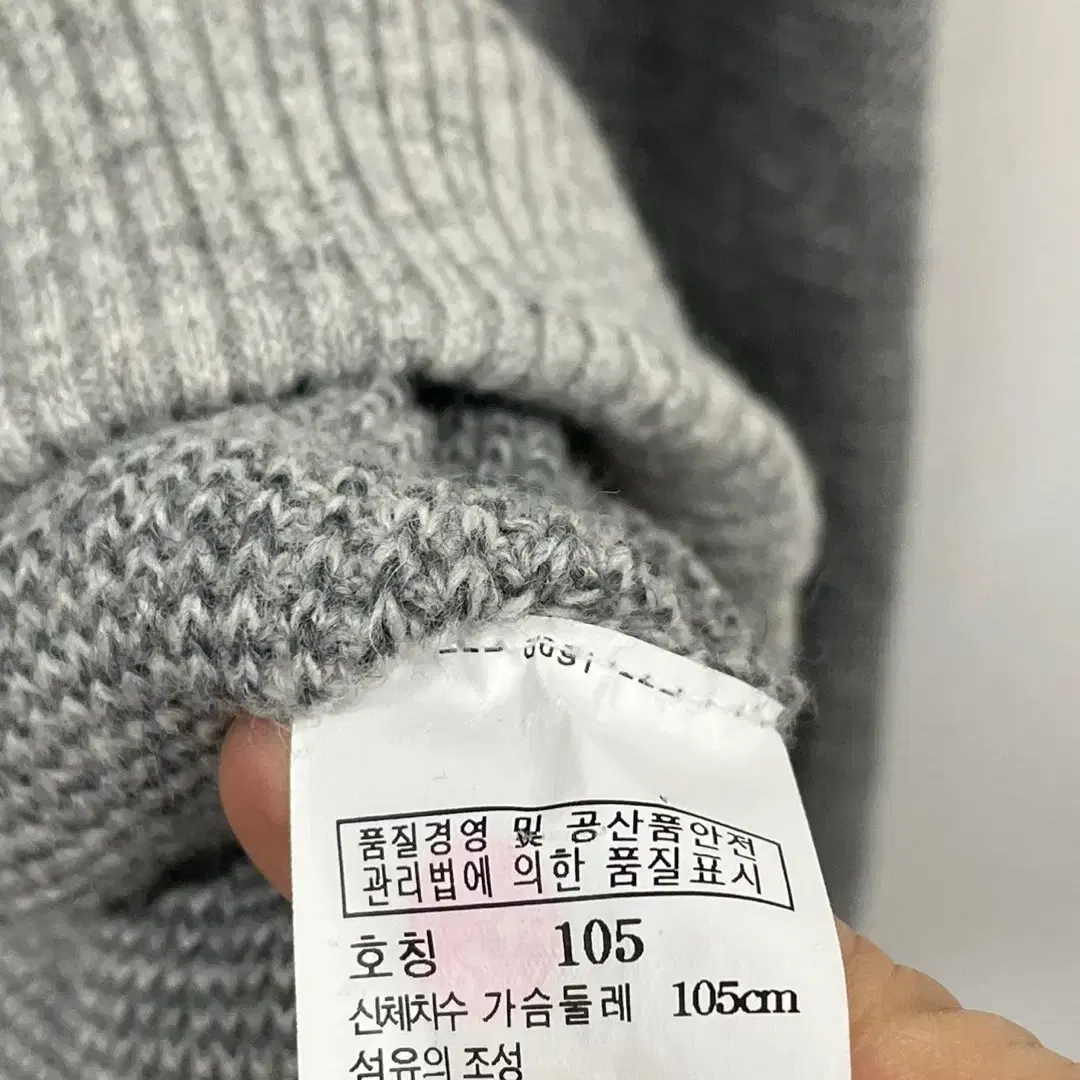 품질경영 및 공산품안전
관리법에 의한 품질표시
호칭 105
신체치수 가슴둘레 105cm
섬유의 조성